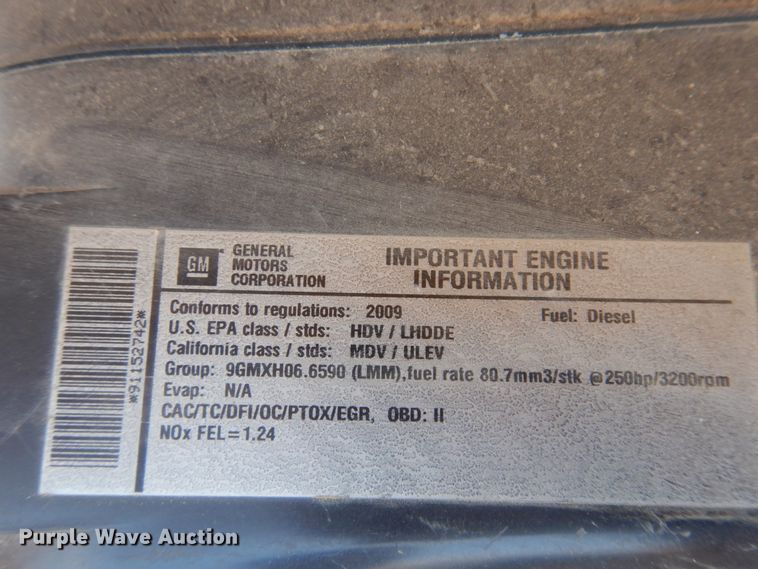 *91152742*
GM
GENERAL
MOTORS
CORPORATION
IMPORTANT ENGINE
INFORMATION
Conforms to regulations: 2009 Fuel: Diesel
U.S. EPA class / stds: HDV / LHDDE
California class / stds: MDV / ULEV
Group: 9GMXH06.6590 (LMM),fuel rate 80.7mm3/stk @250hp/3200rpm
Evap: N/A
CAC/TC/DFI/OC/PTOX/EGR, OBD: II
NOx FEL=1.24
Purple Wave Auction